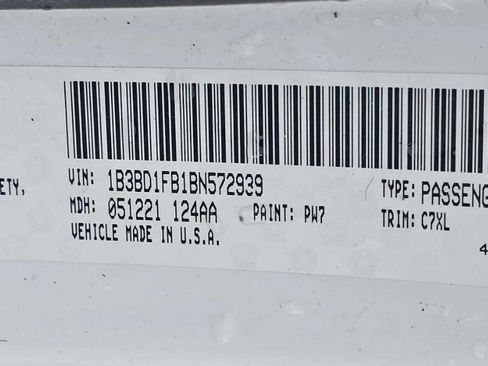 ETY, VIN: 1B3BD1FB1BN572939 TYPE: PASSENG
MDH: 051221 124AA PAINT: PW7 TRIM: C7XL
VEHICLE MADE IN U.S.A. 4